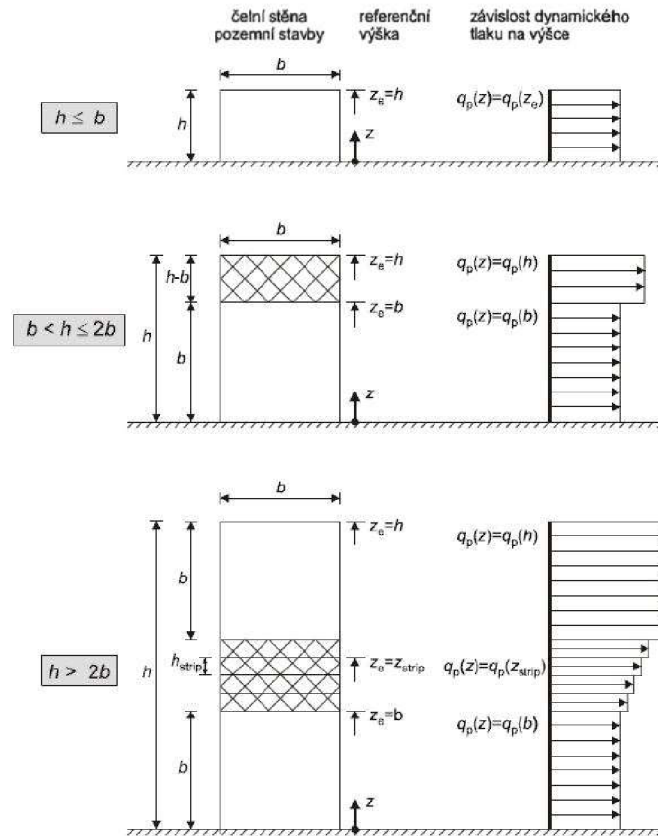 čelní stěna
pozemní stavby
referenční
výška
závislost dynamického
tlaku na výšce
h ≤ b
b
h
z_e=h
z
q_p(z)=q_p(z_e)
b < h ≤ 2b
b
h-b
h
b
z_e=h
z_e=b
z
q_p(z)=q_p(h)
q_p(z)=q_p(b)
h > 2b
b
h
b
h_strip
b
z_e=h
z_e=z_strip
z_e=b
z
q_p(z)=q_p(h)
q_p(z)=q_p(z_strip)
q_p(z)=q_p(b)